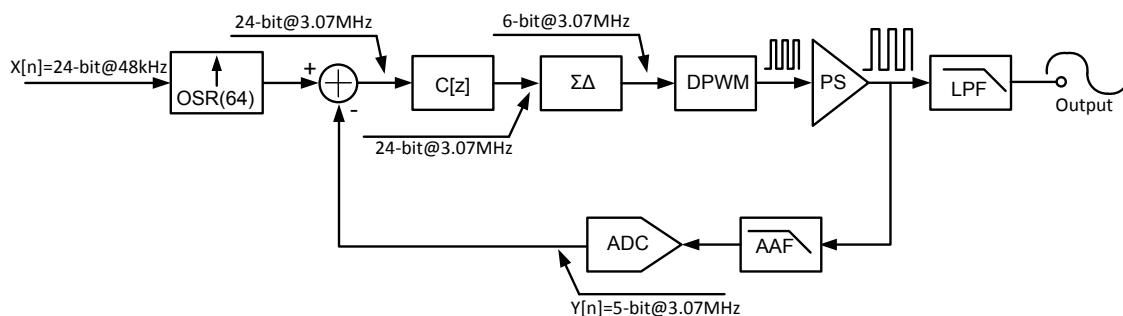 24-bit@3.07MHz
6-bit@3.07MHz
X[n]=24-bit@48kHz
OSR(64)
+
-
C[z]
ΣΔ
DPWM
PS
LPF
Output
24-bit@3.07MHz
ADC
AAF
Y[n]=5-bit@3.07MHz